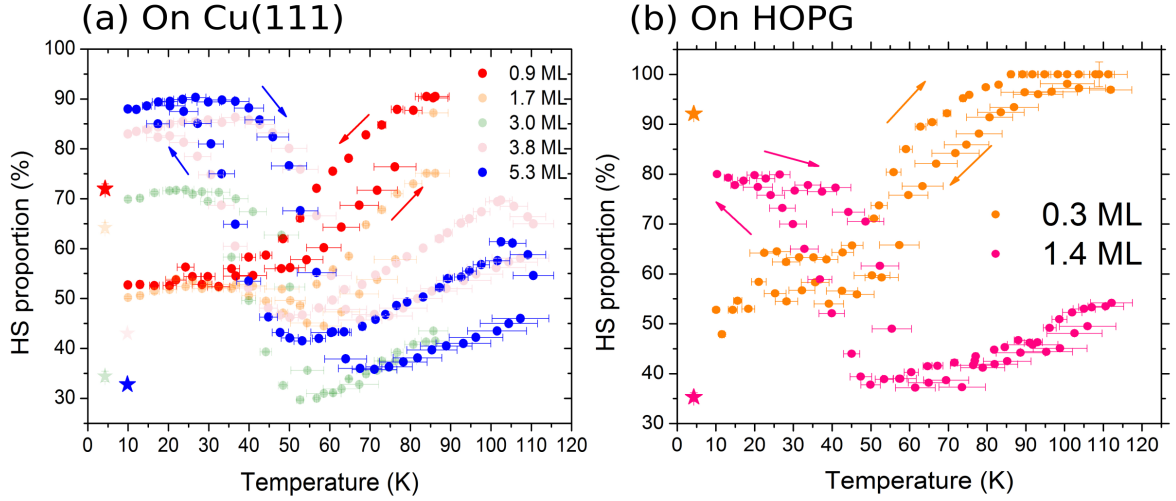 (a) On Cu(111)
(b) On HOPG
100
90
80
70
60
50
40
30
HS proportion (%)
0.9 ML
1.7 ML
3.0 ML
3.8 ML
5.3 ML
0 10 20 30 40 50 60 70 80 90 100 110 120
Temperature (K)
110
100
90
80
70
60
50
40
30
HS proportion (%)
0.3 ML
1.4 ML
0 10 20 30 40 50 60 70 80 90 100 110 120
Temperature (K)